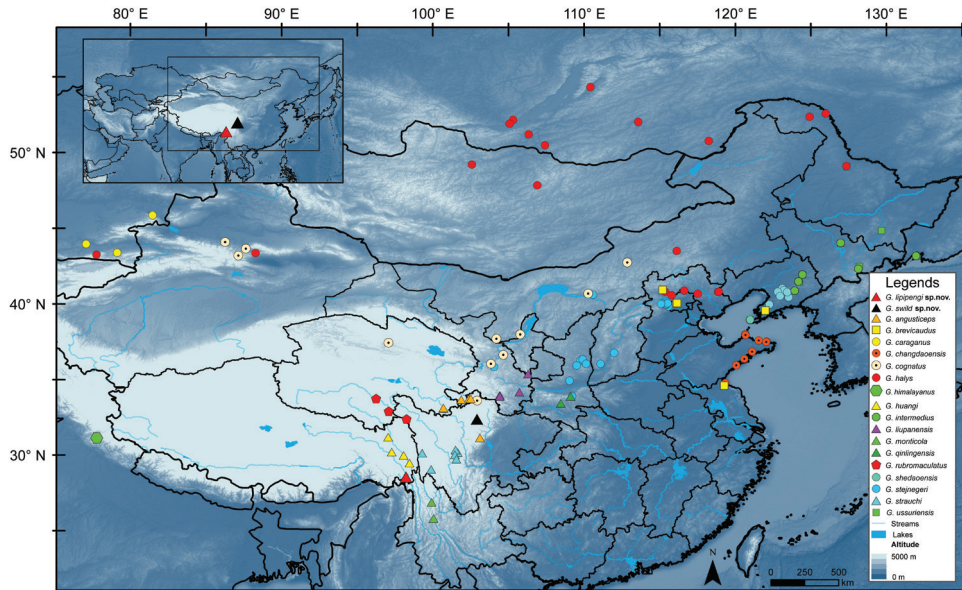 80° E
90° E
100° E
110° E
120° E
130° E
50° N
40° N
30° N
Legends
G. lipipengi sp.nov.
G. swild sp.nov.
G. angusticeps
G. brevicaudus
G. caraganus
G. changdaoensis
G. cognatus
G. halys
G. himalayanus
G. huangi
G. intermedius
G. liupanensis
G. monticola
G. qinlingensis
G. rubromaculatus
G. shedaoensis
G. stejnegeri
G. strauchi
G. ussuriensis
Streams
Lakes
Altitude
5000 m
0 m
N
0 250 500
km